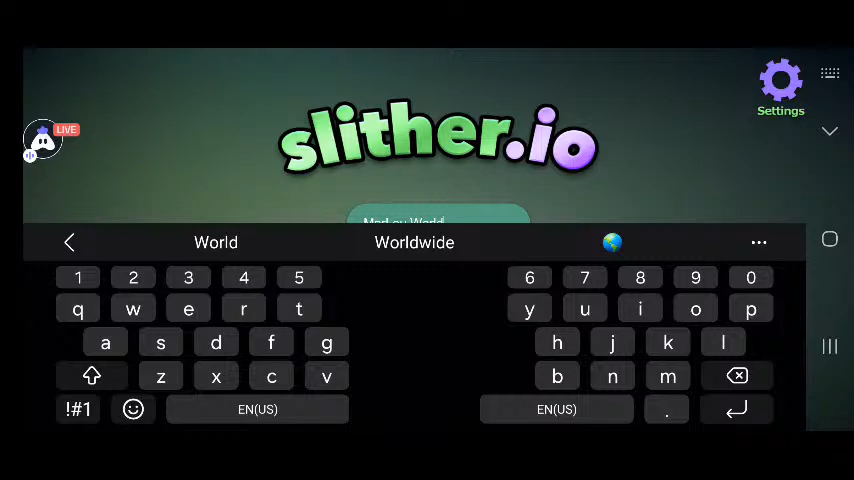 slither.io
Settings
LIVE
World
World Worldwide 🌎 ...
1 2 3 4 5 6 7 8 9 0
q w e r t y u i o p
a s d f g h j k l
z x c v b n m
!#1 EN(US) EN(US) .